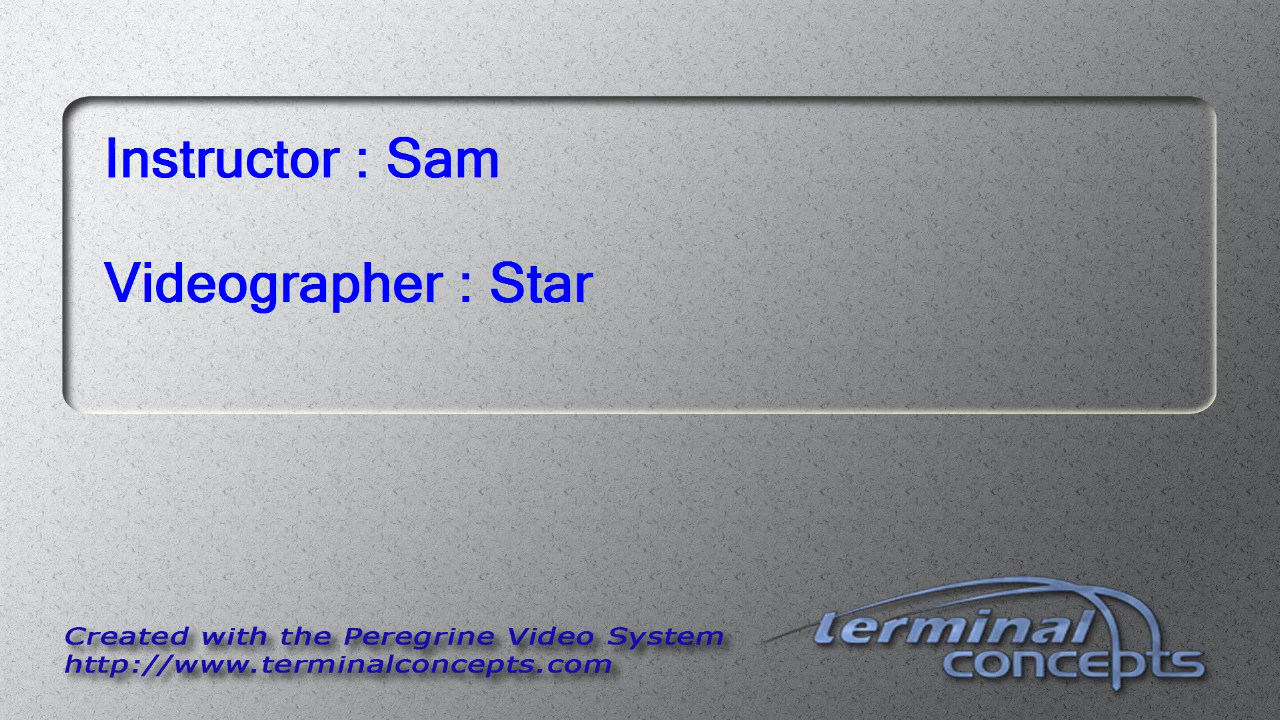 Instructor : Sam
Videographer : Star
Created with the Peregrine Video System
http://www.terminalconcepts.com
terminal
concepts